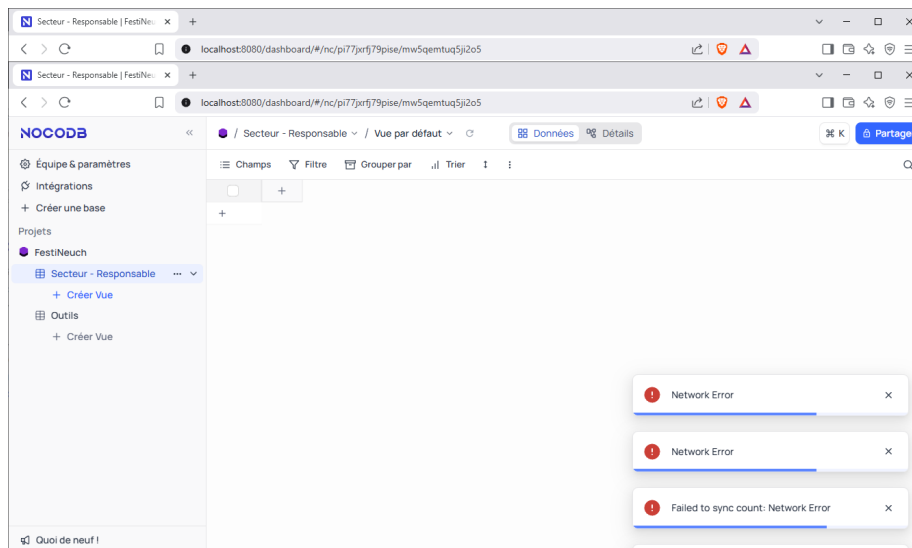 Secteur - Responsable | FestiNeu
localhost:8080/dashboard/#/nc/pi77jxrfj79pise/mw5qemtuq5ji2o5
Secteur - Responsable | FestiNeu
localhost:8080/dashboard/#/nc/pi77jxrfj79pise/mw5qemtuq5ji2o5
NOCODB
/ Secteur - Responsable / Vue par défaut
Données
Détails
⌘ K
Partager
Équipe & paramètres
Champs
Filtre
Grouper par
Trier
Intégrations
Créer une base
Projets
FestiNeuch
Secteur - Responsable
Créer Vue
Outils
Créer Vue
Network Error
Network Error
Failed to sync count: Network Error
Quoi de neuf !